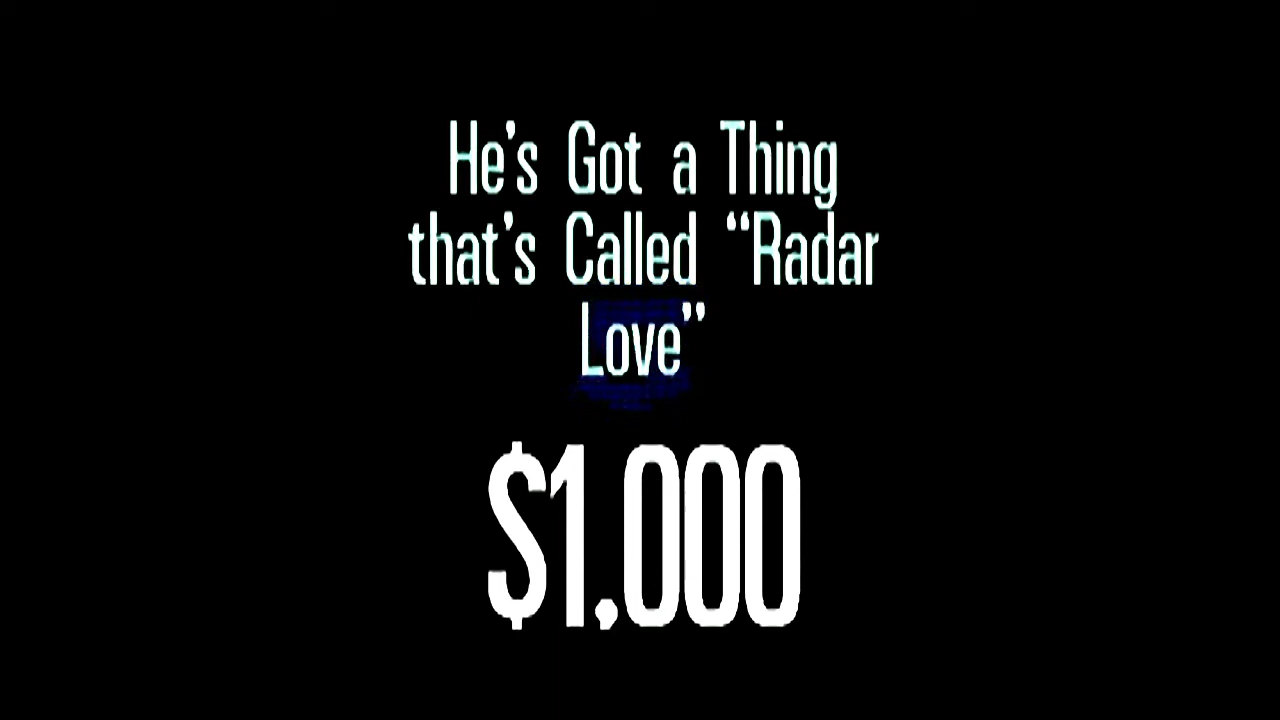 He's Got a Thing
that's Called “Radar
Love”
$1,000